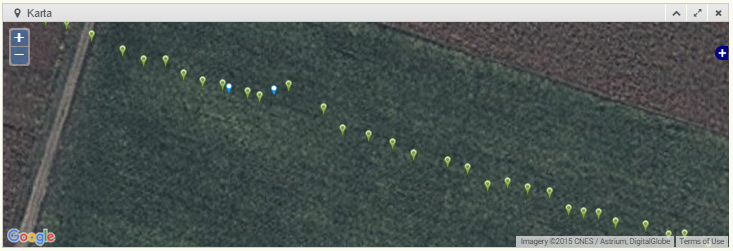 Karta
+
−
Google
Imagery ©2015 CNES / Astrium, DigitalGlobe
Terms of Use